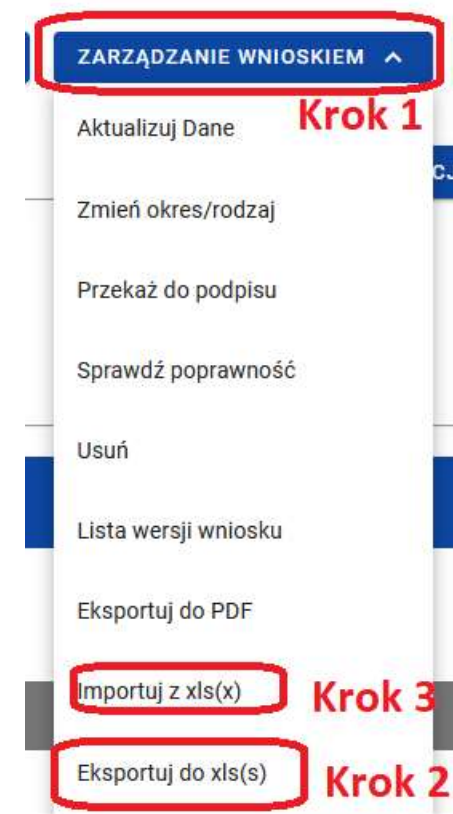 ZARZĄDZANIE WNIOSKIEM
Krok 1
Aktualizuj Dane
CJ
Zmień okres/rodzaj
Przekaż do podpisu
Sprawdź poprawność
Usuń
Lista wersji wniosku
Eksportuj do PDF
Importuj z xls(x)
Krok 3
Eksportuj do xls(s)
Krok 2